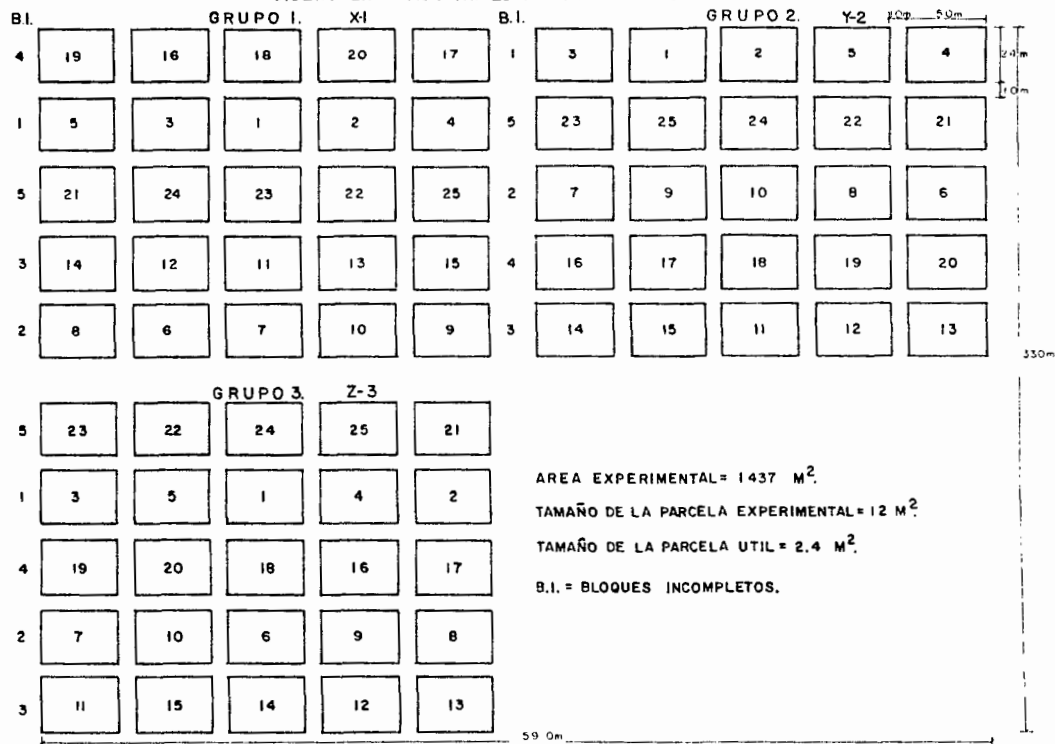 B.I. GRUPO 1. X-1
4 19 16 18 20 17
1 5 3 1 2 4
5 21 24 23 22 25
3 14 12 11 13 15
2 8 6 7 10 9
B.I. GRUPO 2. Y-2 50m
1 3 1 2 5 4
24m
10m
5 23 25 24 22 21
2 7 9 10 8 6
4 16 17 18 19 20
3 14 15 11 12 13
330m
GRUPO 3. Z-3
5 23 22 24 25 21
1 3 5 1 4 2
4 19 20 18 16 17
2 7 10 6 9 8
3 11 15 14 12 13
59 0m
AREA EXPERIMENTAL= 1437 M².
TAMAÑO DE LA PARCELA EXPERIMENTAL= 12 M².
TAMAÑO DE LA PARCELA UTIL= 2.4 M².
B.I. = BLOQUES INCOMPLETOS.